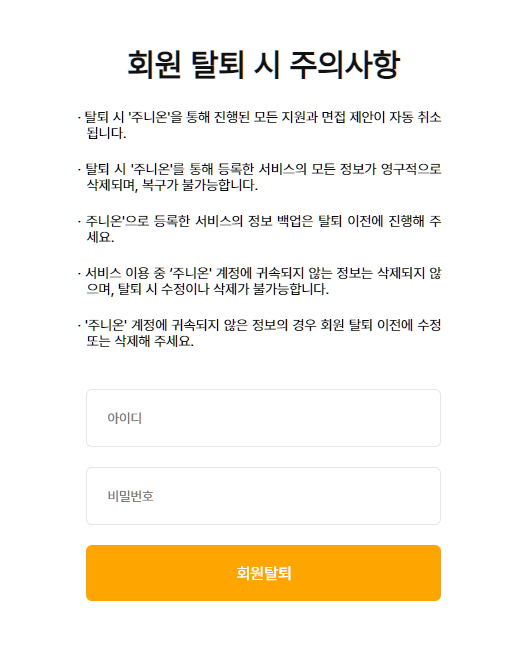 회원 탈퇴 시 주의사항
· 탈퇴 시 '주니온'을 통해 진행된 모든 지원과 면접 제안이 자동 취소
됩니다.
· 탈퇴 시 '주니온'를 통해 등록한 서비스의 모든 정보가 영구적으로
삭제되며, 복구가 불가능합니다.
· 주니온'으로 등록한 서비스의 정보 백업은 탈퇴 이전에 진행해 주
세요.
· 서비스 이용 중 '주니온' 계정에 귀속되지 않는 정보는 삭제되지 않
으며, 탈퇴 시 수정이나 삭제가 불가능합니다.
· '주니온' 계정에 귀속되지 않은 정보의 경우 회원 탈퇴 이전에 수정
또는 삭제해 주세요.
아이디
비밀번호
회원탈퇴